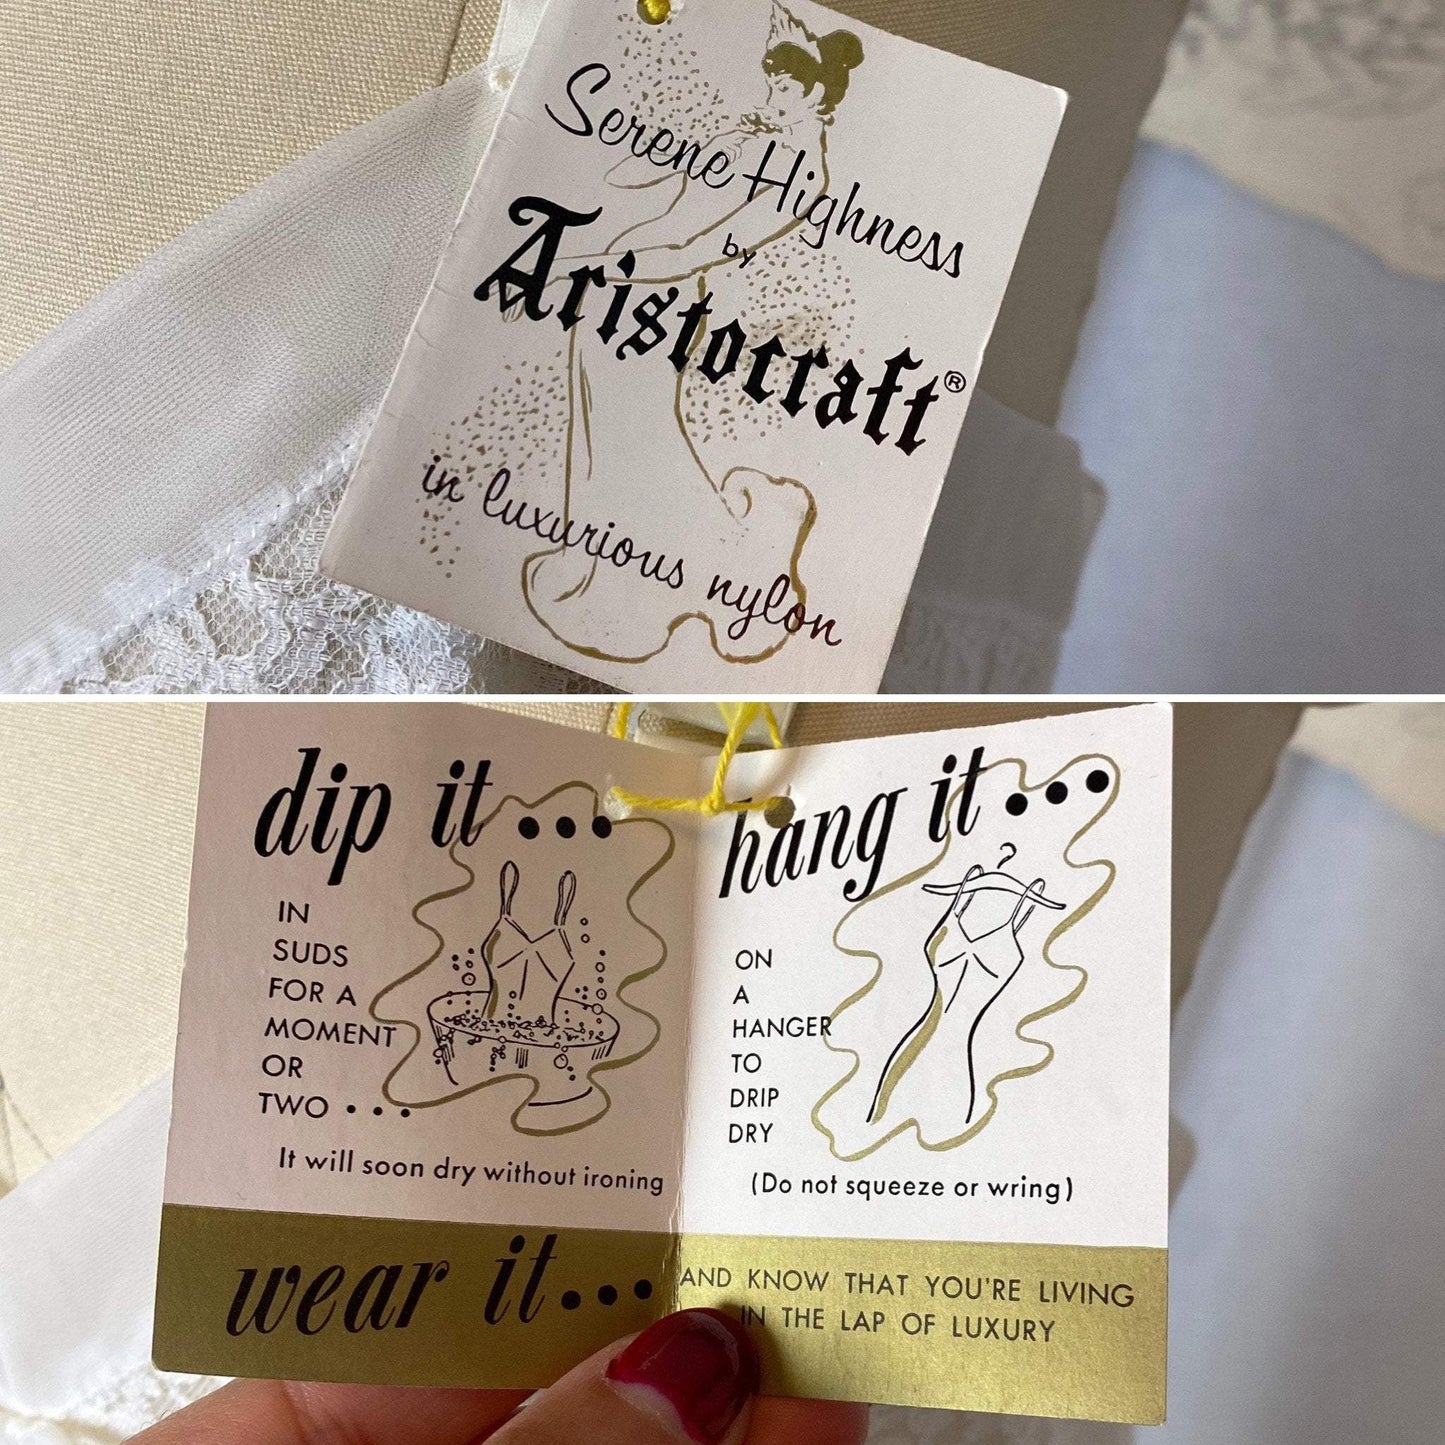 Serene Highness
by
Aristocraft®
in luxurious nylon
dip it...
IN
SUDS
FOR A
MOMENT
OR
TWO...
It will soon dry without ironing
hang it...
ON
A
HANGER
TO
DRIP
DRY
(Do not squeeze or wring)
wear it...
AND KNOW THAT YOU'RE LIVING
IN THE LAP OF LUXURY